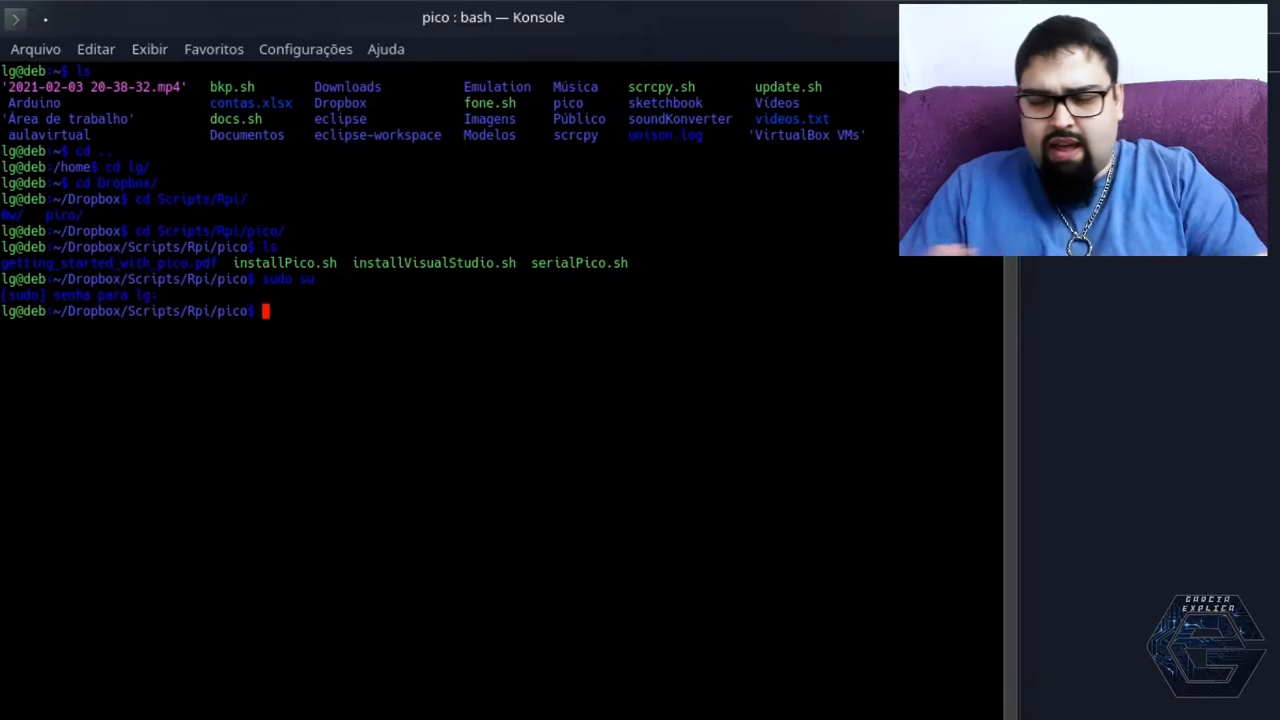 pico : bash — Konsole
Arquivo Editar Exibir Favoritos Configurações Ajuda
lg@deb:~$ ls
'2021-02-03 20-38-32.mp4' bkp.sh Downloads Emulation Música scrcpy.sh update.sh
Arduino contas.xlsx Dropbox fone.sh pico sketchbook Vídeos
'Área de trabalho' docs.sh eclipse Imagens Público soundKonverter videos.txt
aulavirtual Documentos eclipse-workspace Modelos scrcpy unison.log 'VirtualBox VMs'
lg@deb:~$ cd ..
lg@deb:/home$ cd lg/
lg@deb:~$ cd Dropbox/
lg@deb:~/Dropbox$ cd Scripts/Rpi/
0w/ pico/
lg@deb:~/Dropbox$ cd Scripts/Rpi/pico/
lg@deb:~/Dropbox/Scripts/Rpi/pico$ ls
getting_started_with_pico.pdf installPico.sh installVisualStudio.sh serialPico.sh
lg@deb:~/Dropbox/Scripts/Rpi/pico$ sudo su
[sudo] senha para lg:
lg@deb:~/Dropbox/Scripts/Rpi/pico$
GARCIA
EXPLICA